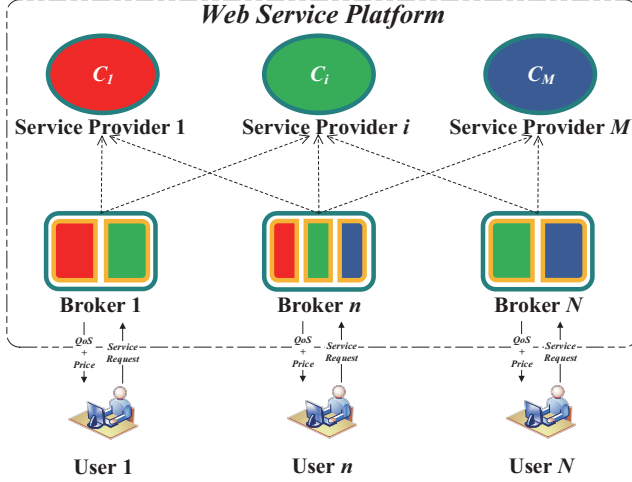 Web Service Platform
C1 Ci CM
Service Provider 1 Service Provider i Service Provider M
Broker 1 Broker n Broker N
QoS + Price Service Request QoS + Price Service Request QoS + Price Service Request
User 1 User n User N